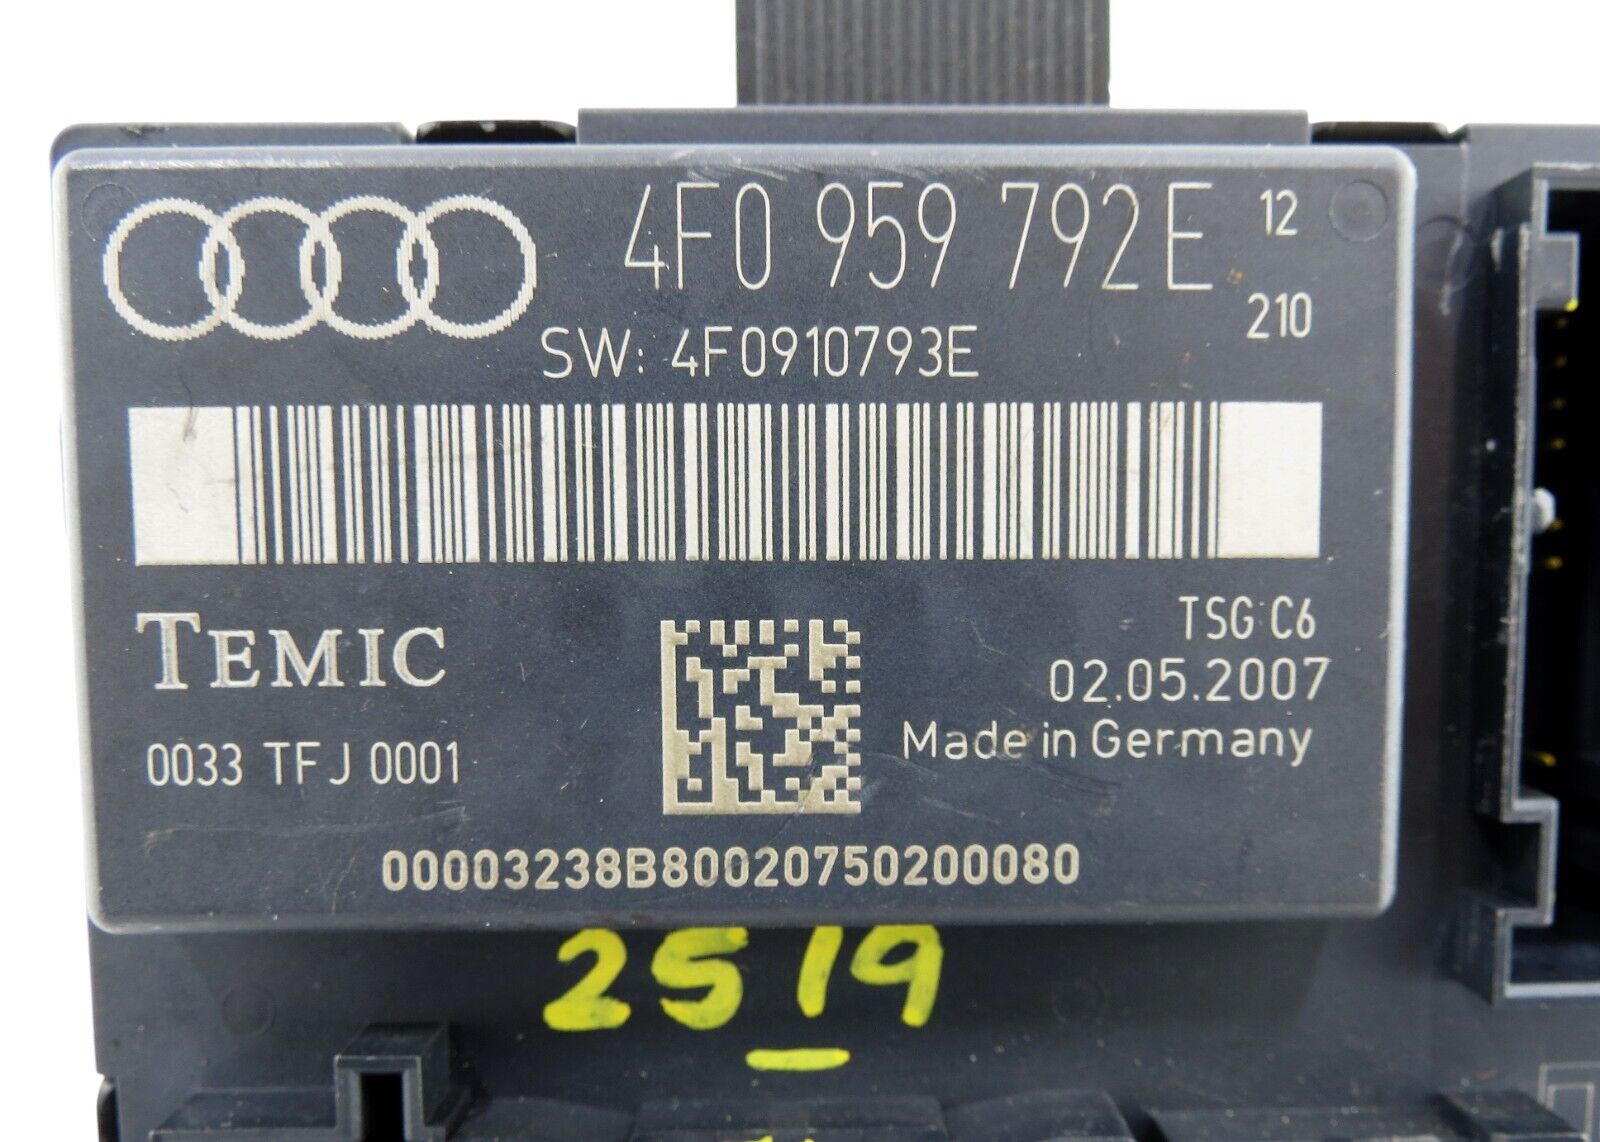 4F0 959 792E 12
210
SW: 4F0910793E
TEMIC
TSG C6
02.05.2007
0033 TFJ 0001
Made in Germany
00003238B80020750200080
2519